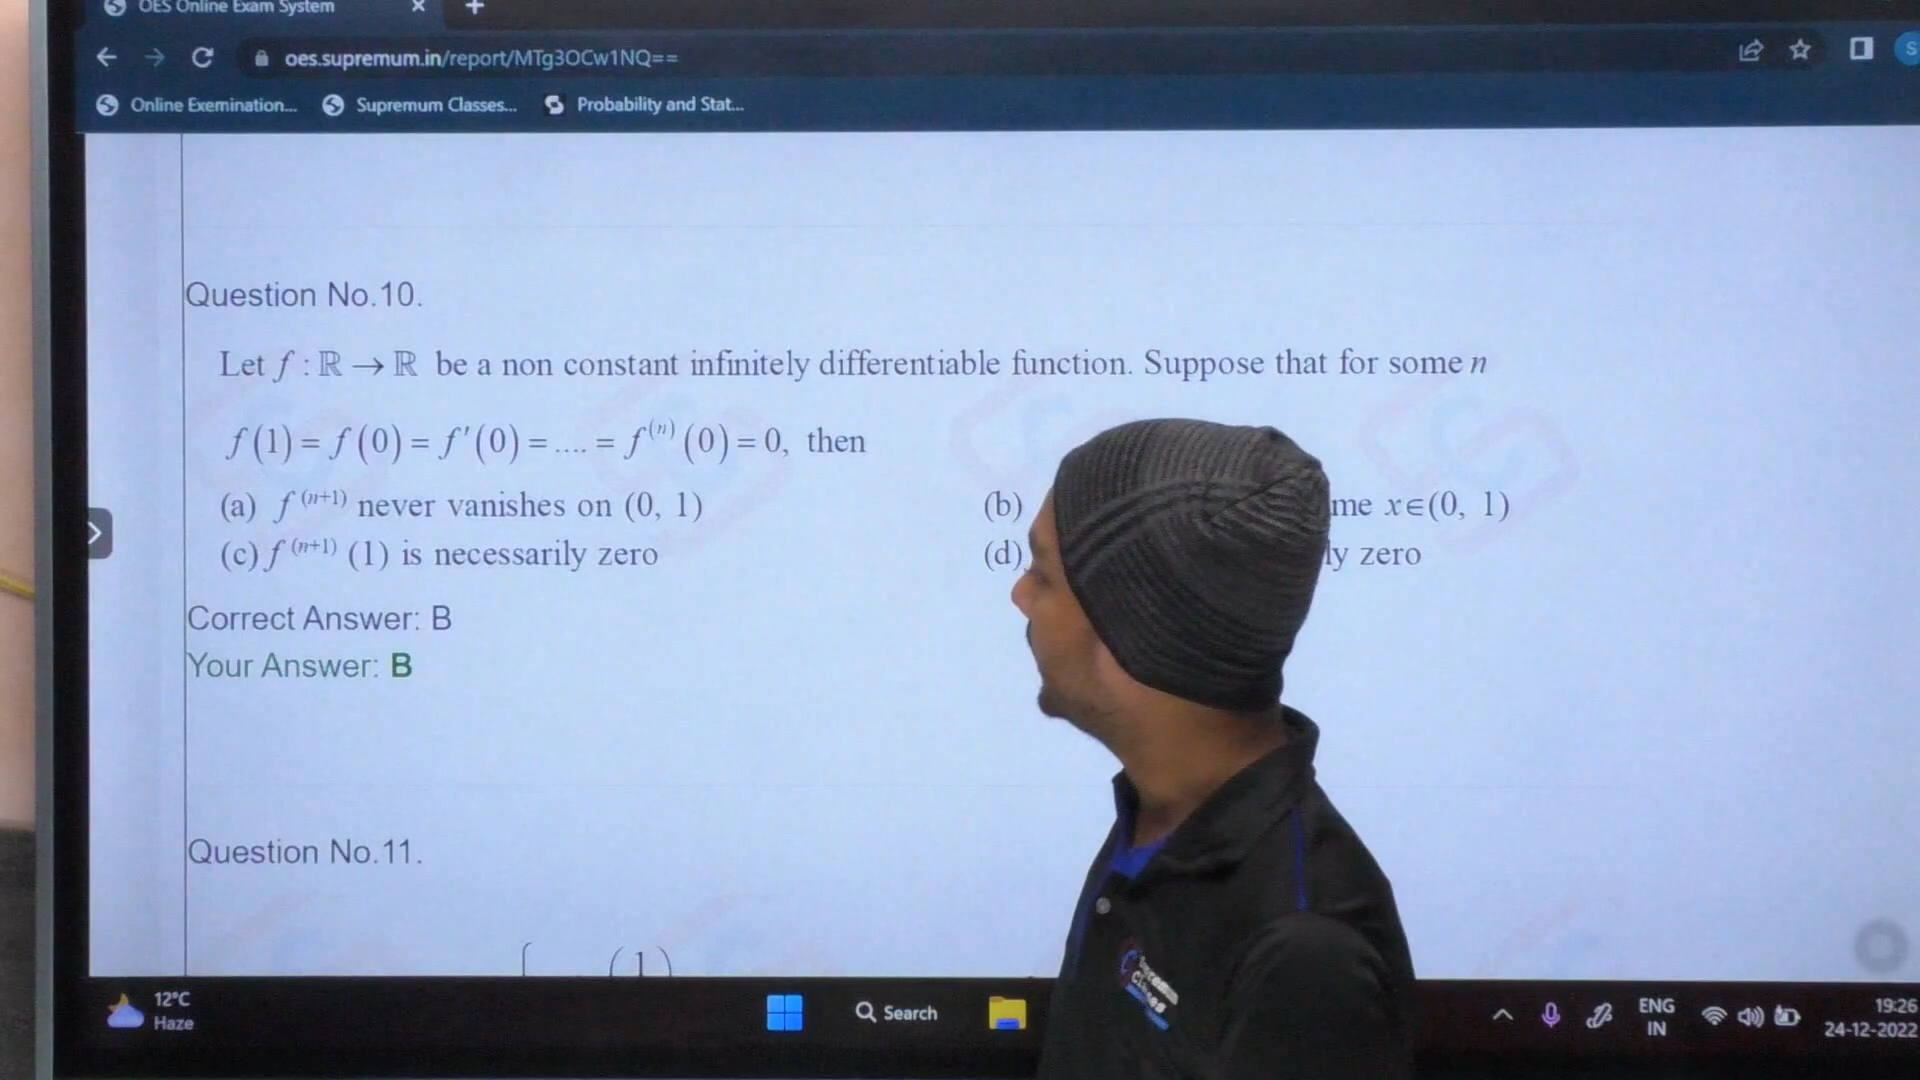 OES Online Exam System
oes.supremum.in/report/MTg3OCw1NQ==
S
Online Exemination... Supremum Classes... Probability and Stat...
Question No.10.
Let f : ℝ → ℝ be a non constant infinitely differentiable function. Suppose that for some n
f(1) = f(0) = f'(0) = .... = f^(n)(0) = 0, then
(a) f^(n+1) never vanishes on (0, 1) (b) me x∈(0, 1)
(c) f^(n+1) (1) is necessarily zero (d) ly zero
Correct Answer: B
Your Answer: B
Question No.11.
(1)
12°C
Haze
Search
ENG
IN
19:26
24-12-2022
Supremum
Classes